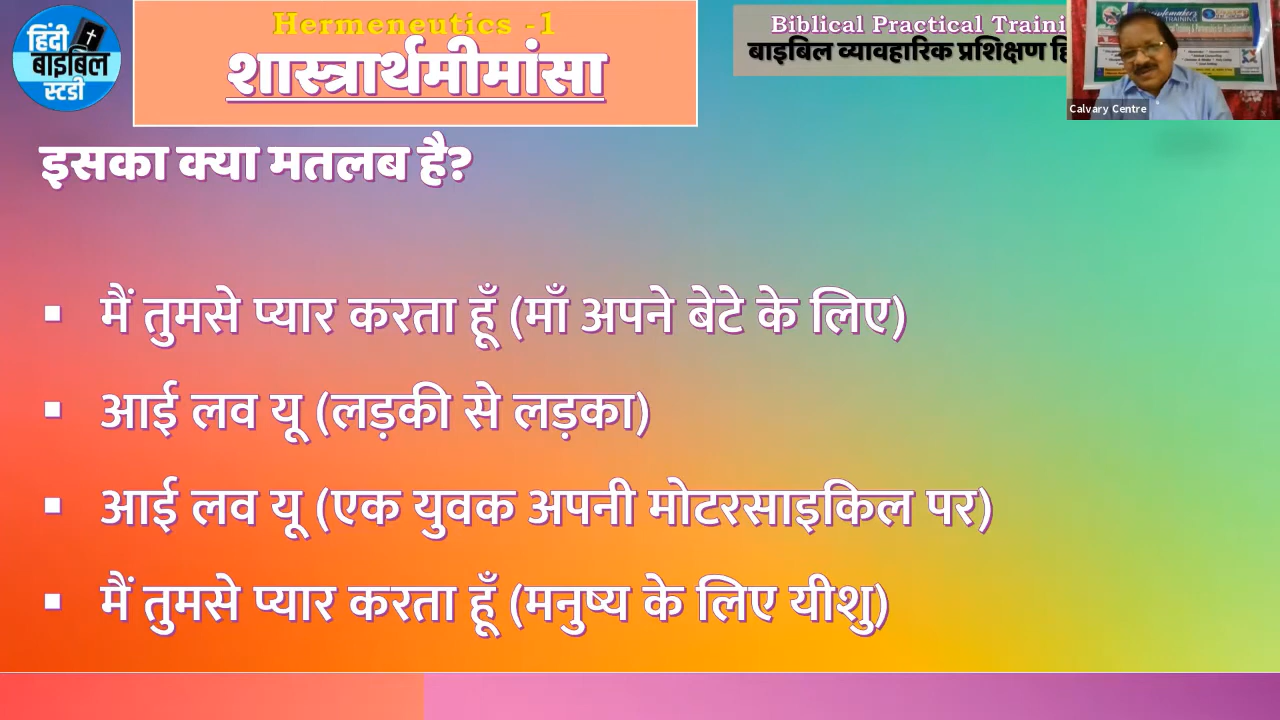 हिंदी
बाइबिल
स्टडी
Hermeneutics - 1
शास्त्रार्थमीमांसा
Biblical Practical Traini
बाइबिल व्यावहारिक प्रशिक्षण हि
Calvary Centre
इसका क्या मतलब है?
▪ मैं तुमसे प्यार करता हूँ (माँ अपने बेटे के लिए)
▪ आई लव यू (लड़की से लड़का)
▪ आई लव यू (एक युवक अपनी मोटरसाइकिल पर)
▪ मैं तुमसे प्यार करता हूँ (मनुष्य के लिए यीशु)